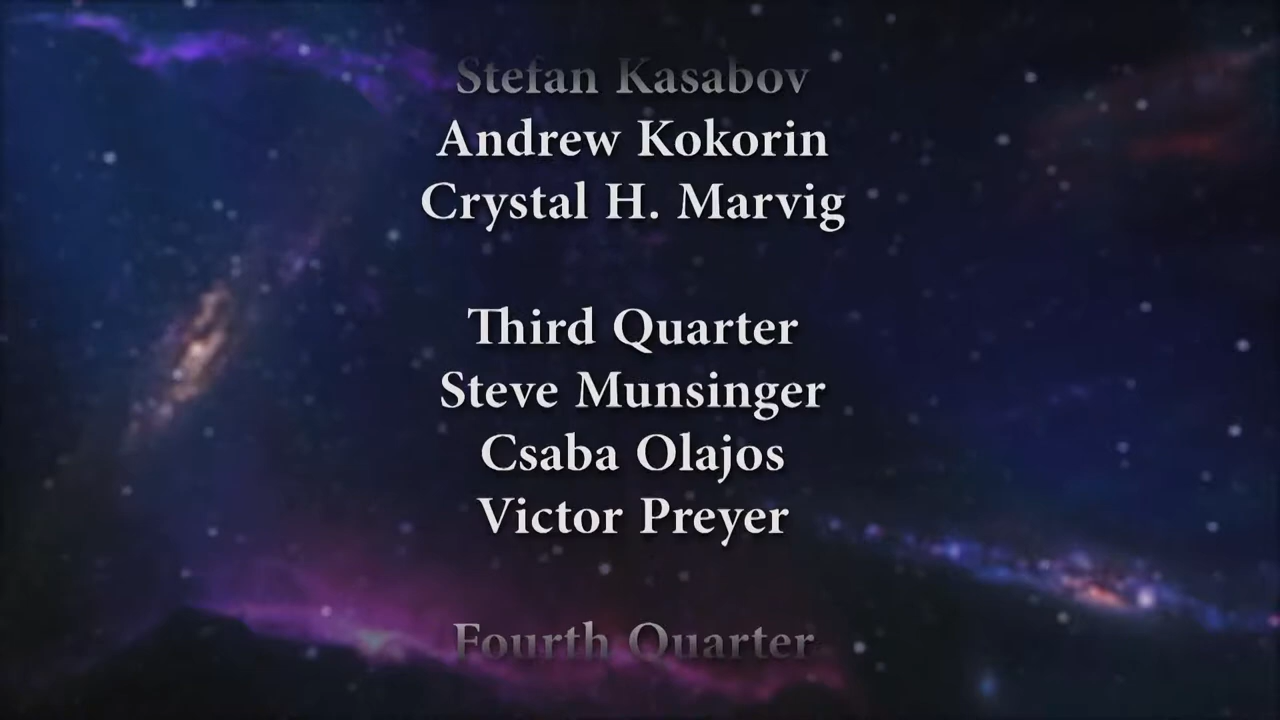 Stefan Kasabov
Andrew Kokorin
Crystal H. Marvig
Third Quarter
Steve Munsinger
Csaba Olajos
Victor Preyer
Fourth Quarter